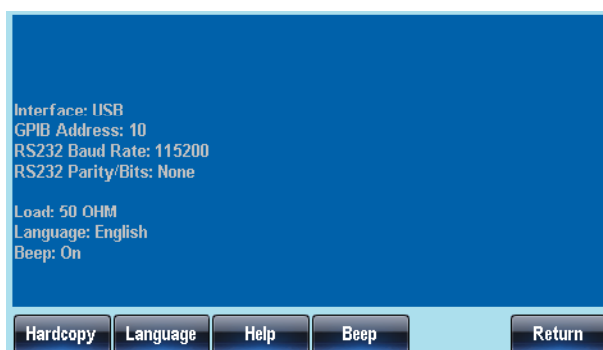 Interface: USB
GPIB Address: 10
RS232 Baud Rate: 115200
RS232 Parity/Bits: None
Load: 50 OHM
Language: English
Beep: On
Hardcopy Language Help Beep Return